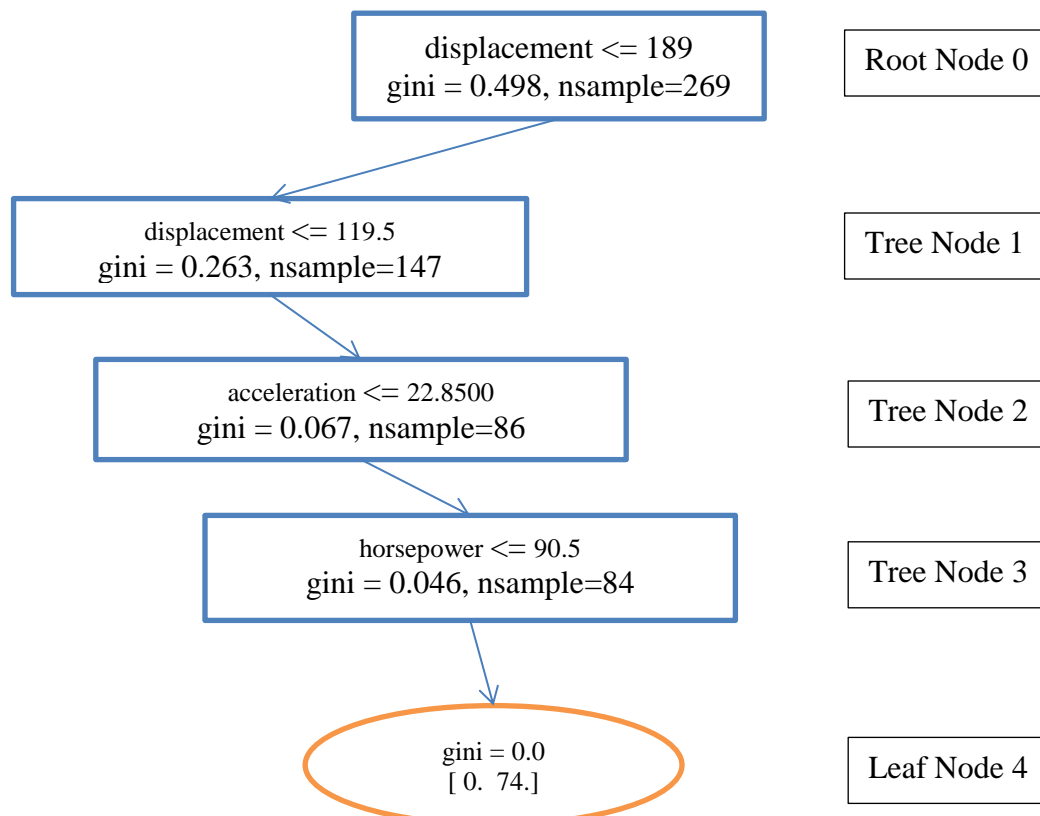 displacement <= 189
gini = 0.498, nsample=269
Root Node 0
displacement <= 119.5
gini = 0.263, nsample=147
Tree Node 1
acceleration <= 22.8500
gini = 0.067, nsample=86
Tree Node 2
horsepower <= 90.5
gini = 0.046, nsample=84
Tree Node 3
gini = 0.0
[ 0. 74.]
Leaf Node 4